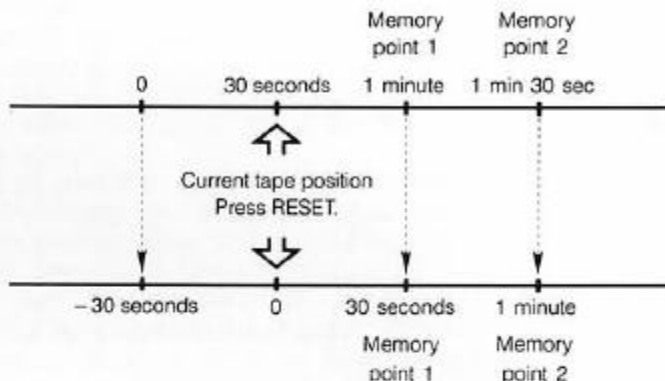 Memory Memory
point 1 point 2
0 30 seconds 1 minute 1 min 30 sec
Current tape position
Press RESET.
−30 seconds 0 30 seconds 1 minute
Memory Memory
point 1 point 2